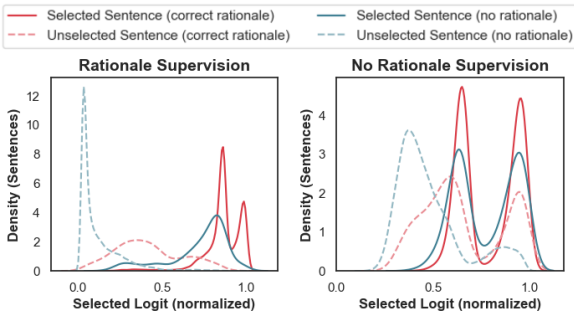 Selected Sentence (correct rationale)
Unselected Sentence (correct rationale)
Selected Sentence (no rationale)
Unselected Sentence (no rationale)
Rationale Supervision
Density (Sentences)
12
10
8
6
4
2
0
0.0 0.5 1.0
Selected Logit (normalized)
No Rationale Supervision
Density (Sentences)
4
3
2
1
0
0.0 0.5 1.0
Selected Logit (normalized)